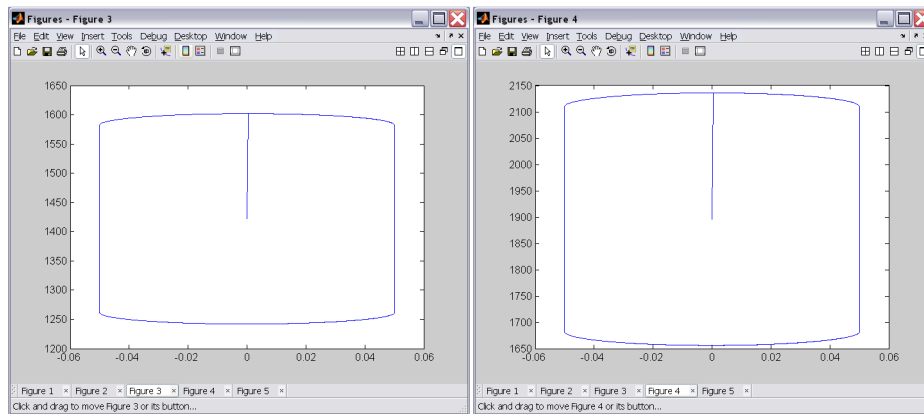 Figures - Figure 3
File Edit View Insert Tools Debug Desktop Window Help
1650
1600
1550
1500
1450
1400
1350
1300
1250
1200
-0.06 -0.04 -0.02 0 0.02 0.04 0.06
Figure 1 × Figure 2 × Figure 3 × Figure 4 × Figure 5 ×
Click and drag to move Figure 3 or its button...
Figures - Figure 4
File Edit View Insert Tools Debug Desktop Window Help
2150
2100
2050
2000
1950
1900
1850
1800
1750
1700
1650
-0.06 -0.04 -0.02 0 0.02 0.04 0.06
Figure 1 × Figure 2 × Figure 3 × Figure 4 × Figure 5 ×
Click and drag to move Figure 4 or its button...